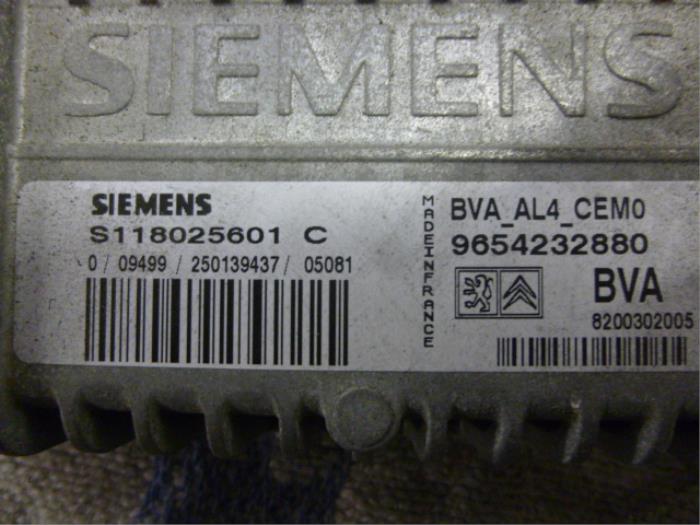 SIEMENS
SIEMENS
S118025601 C
0 / 09499 / 250139437 / 05081
MADE IN FRANCE
BVA_AL4_CEM0
9654232880
BVA
8200302005